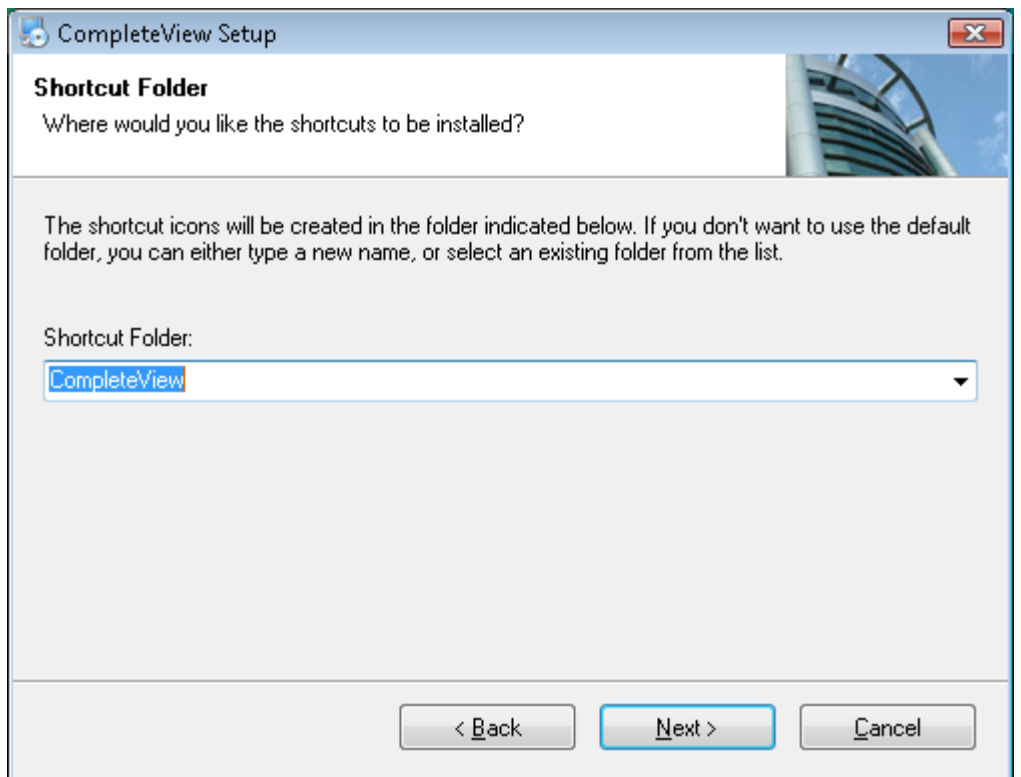 CompleteView Setup
Shortcut Folder
Where would you like the shortcuts to be installed?
The shortcut icons will be created in the folder indicated below. If you don't want to use the default
folder, you can either type a new name, or select an existing folder from the list.
Shortcut Folder:
CompleteView
< Back Next > Cancel